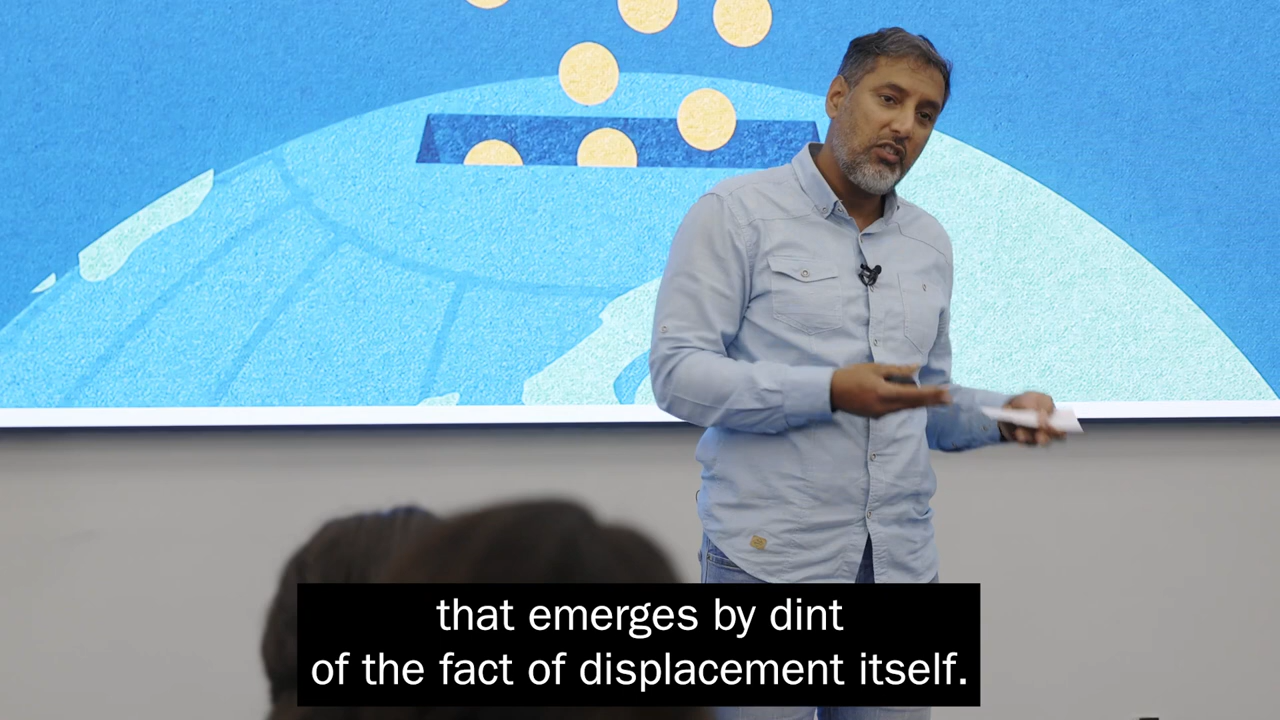 that emerges by dint
of the fact of displacement itself.